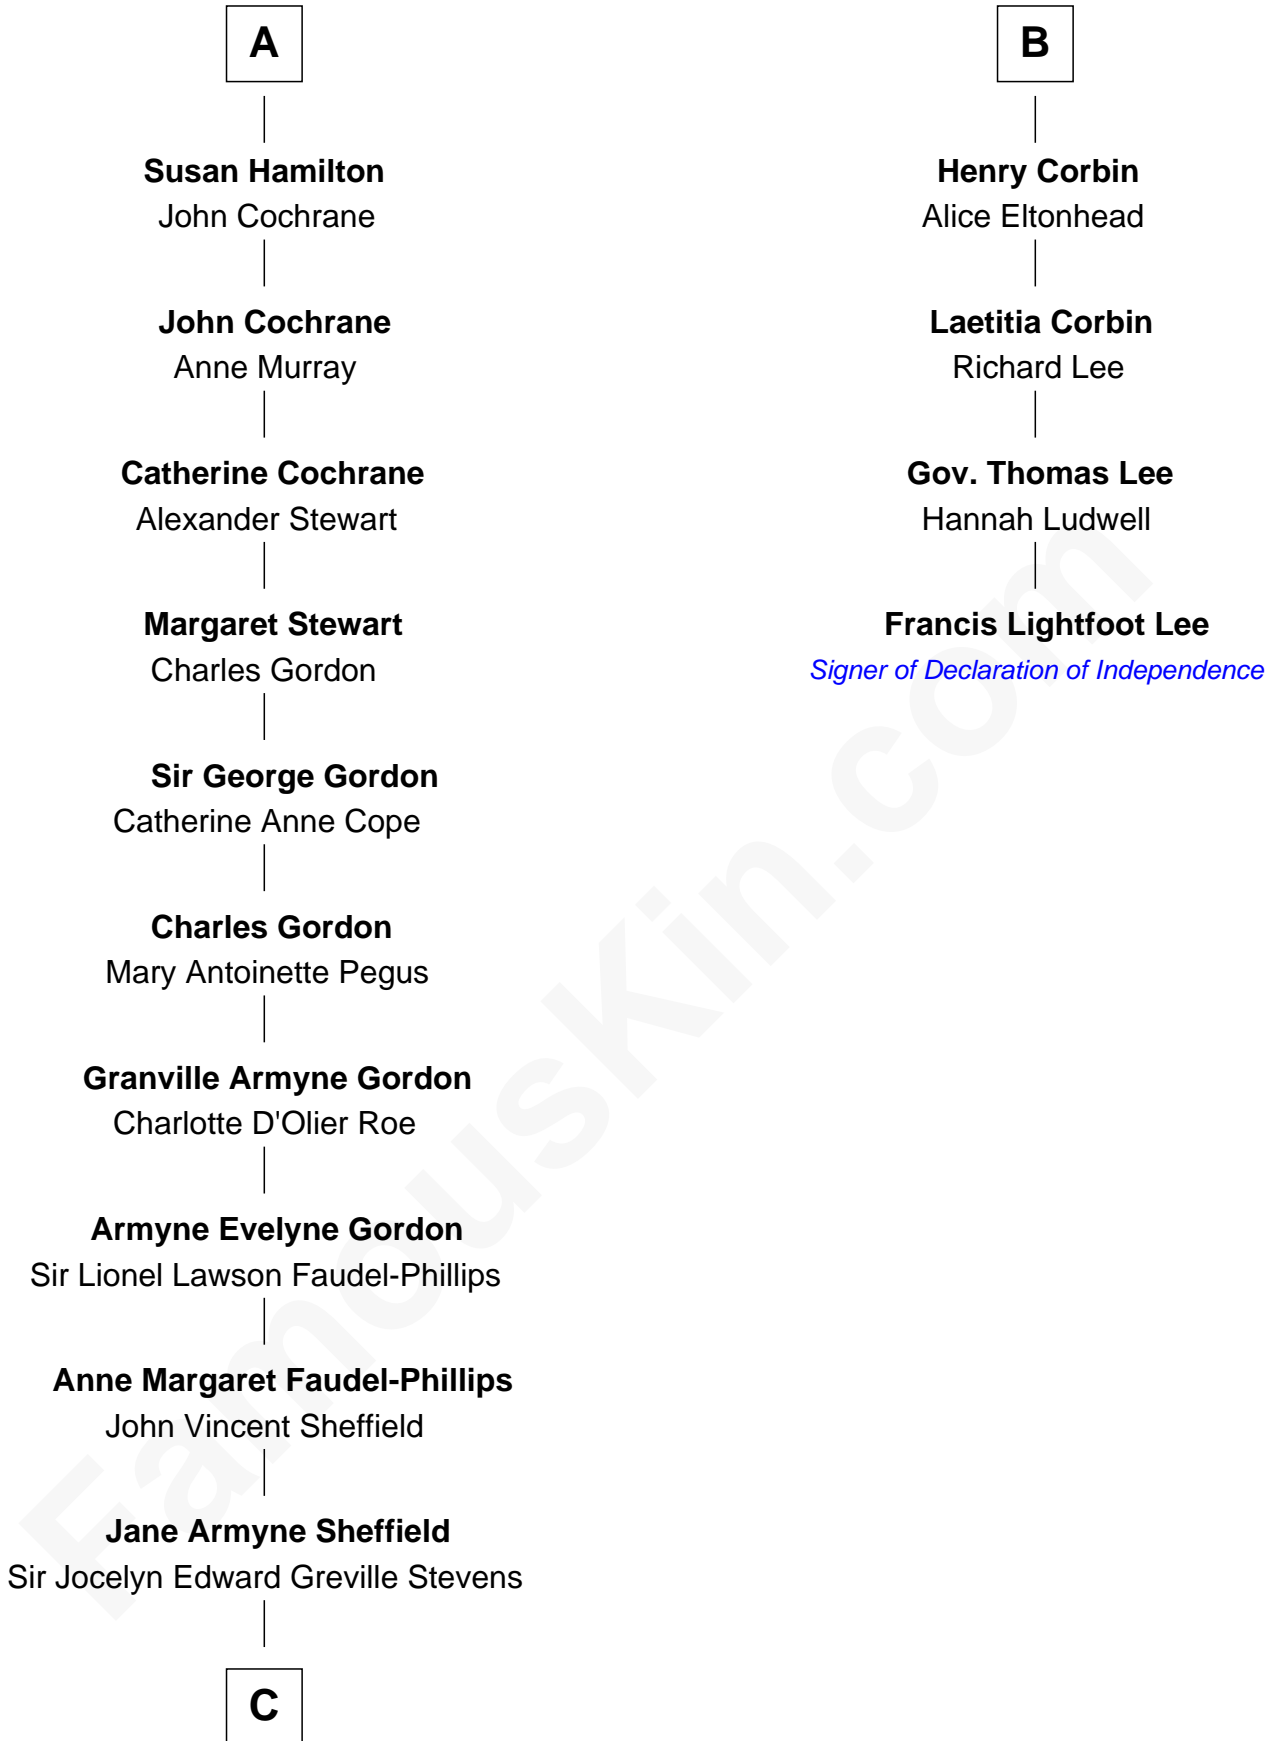 A
Susan Hamilton
John Cochrane
John Cochrane
Anne Murray
Catherine Cochrane
Alexander Stewart
Margaret Stewart
Charles Gordon
Sir George Gordon
Catherine Anne Cope
Charles Gordon
Mary Antoinette Pegus
Granville Armyne Gordon
Charlotte D'Olier Roe
Armyne Evelyne Gordon
Sir Lionel Lawson Faudel-Phillips
Anne Margaret Faudel-Phillips
John Vincent Sheffield
Jane Armyne Sheffield
Sir Jocelyn Edward Greville Stevens
C
B
Henry Corbin
Alice Eltonhead
Laetitia Corbin
Richard Lee
Gov. Thomas Lee
Hannah Ludwell
Francis Lightfoot Lee
Signer of Declaration of Independence
FamousKin.com